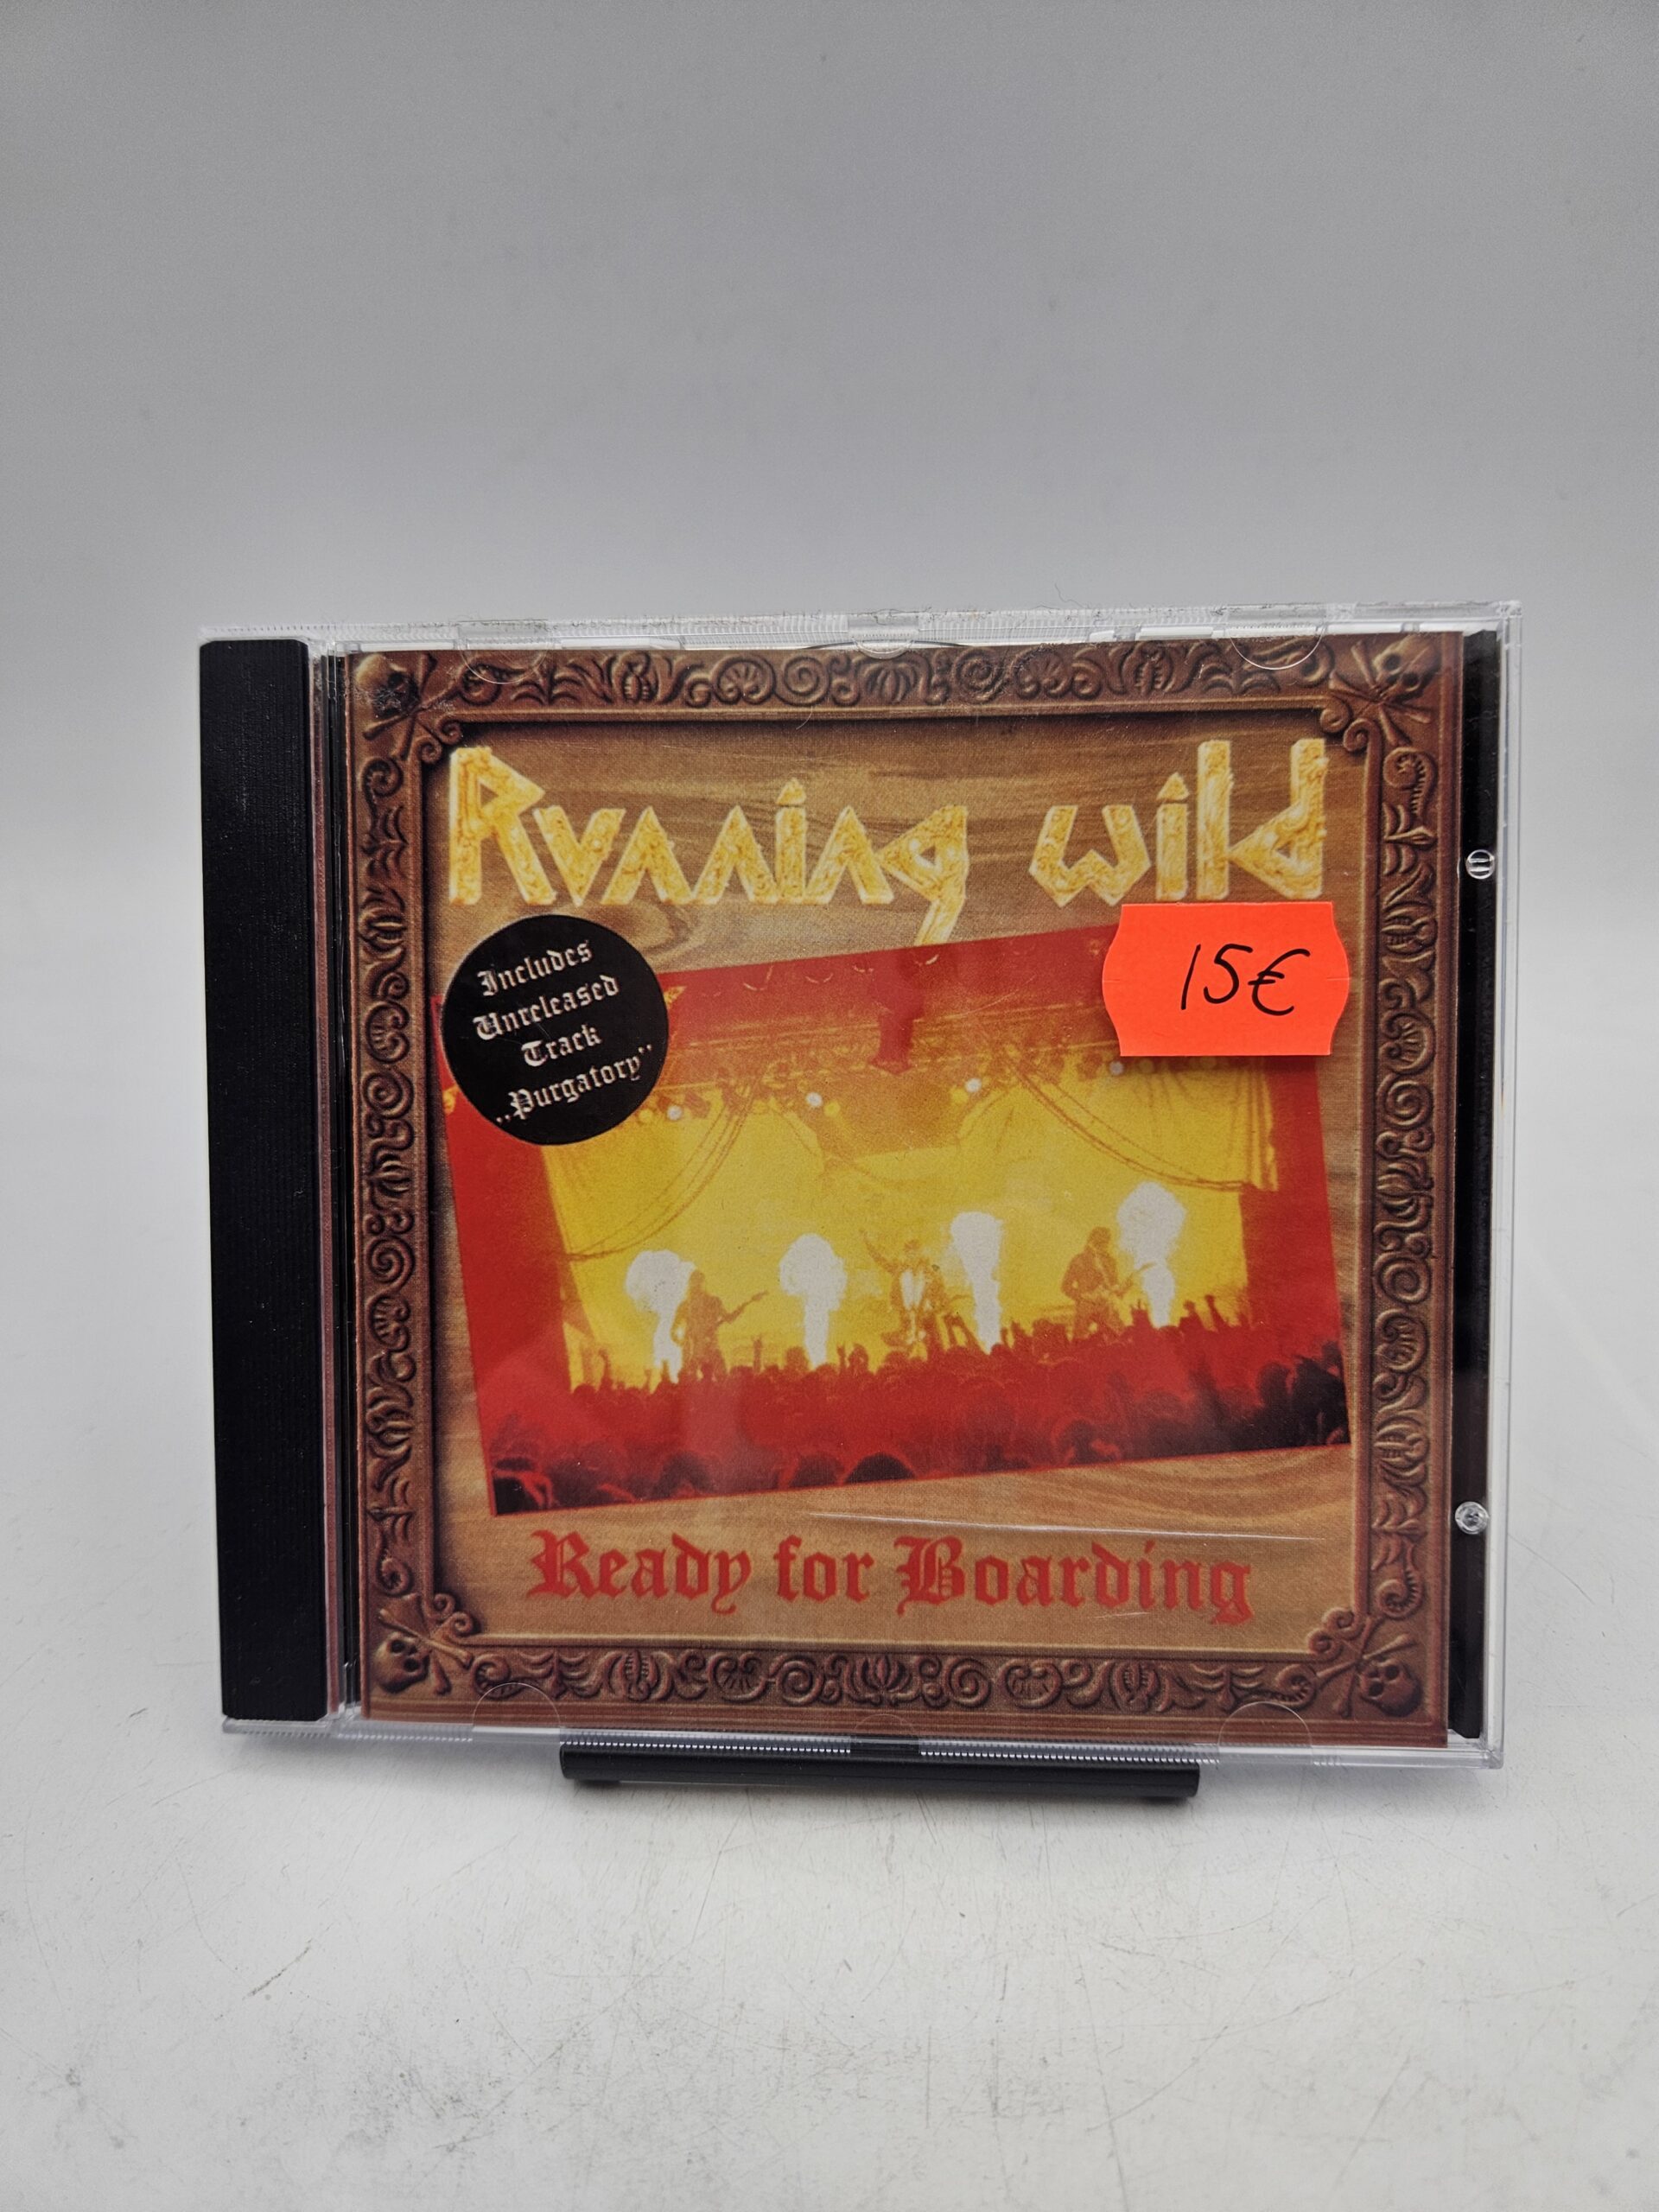 Running wild
Includes
Unreleased
Track
„Purgatory“
15€
Ready for Boarding